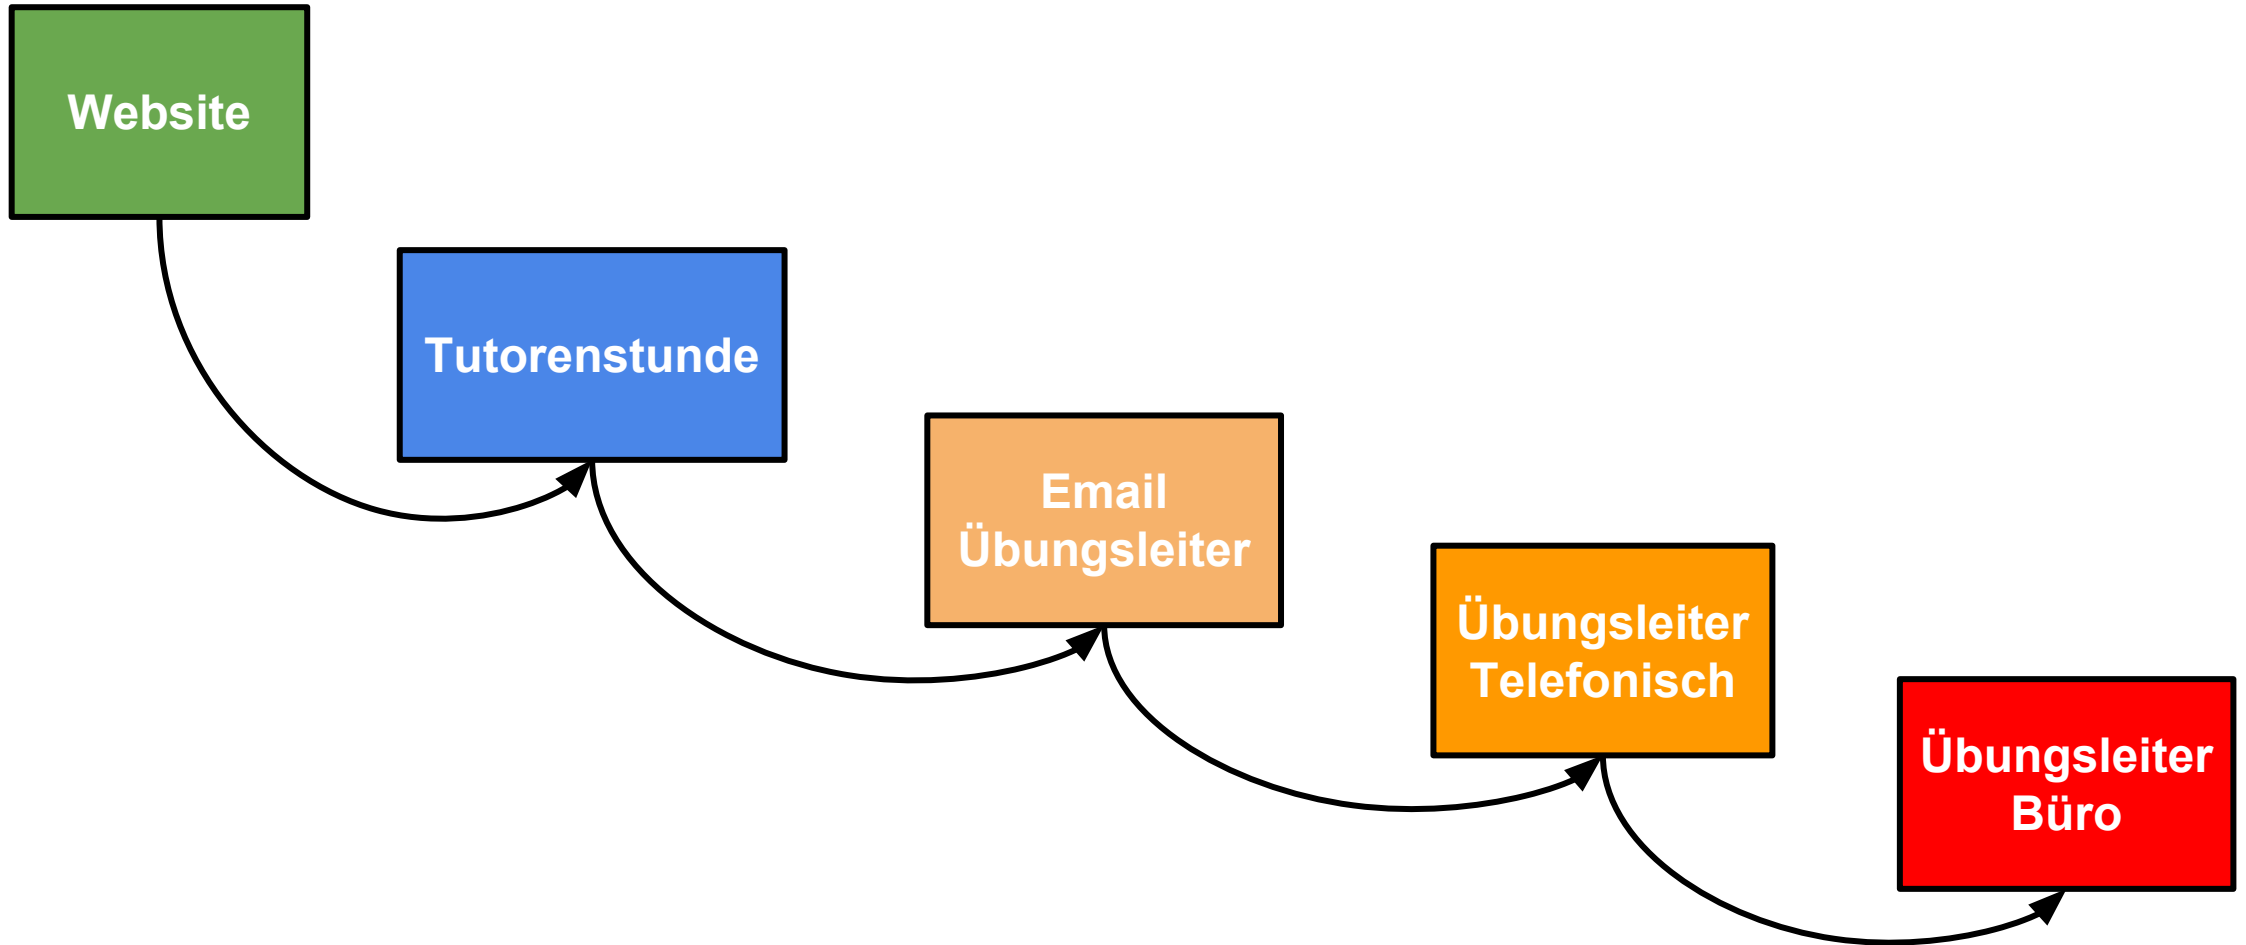 Website
Tutorenstunde
Email
Übungsleiter
Übungsleiter
Telefonisch
Übungsleiter
Büro